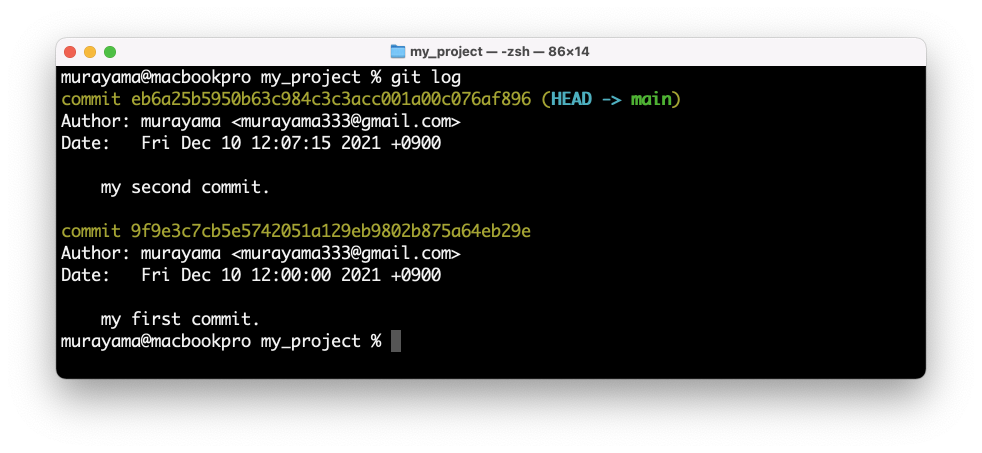 my_project — -zsh — 86×14
murayama@macbookpro my_project % git log
commit eb6a25b5950b63c984c3c3acc001a00c076af896 (HEAD -> main)
Author: murayama <murayama333@gmail.com>
Date:   Fri Dec 10 12:07:15 2021 +0900
    my second commit.
commit 9f9e3c7cb5e5742051a129eb9802b875a64eb29e
Author: murayama <murayama333@gmail.com>
Date:   Fri Dec 10 12:00:00 2021 +0900
    my first commit.
murayama@macbookpro my_project %